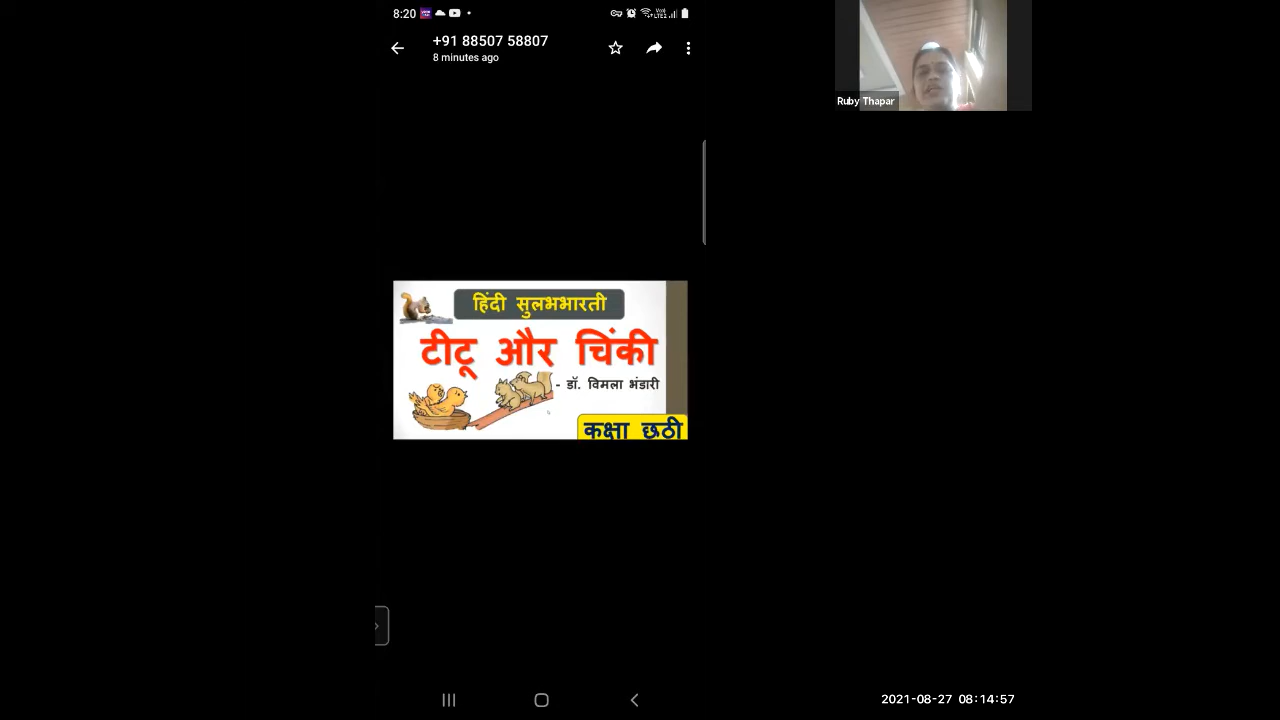 8:20
+91 88507 58807
8 minutes ago
Ruby Thapar
हिंदी सुलभभारती
टीटू और चिंकी
- डॉ. विमला भंडारी
कक्षा छठी
2021-08-27 08:14:57